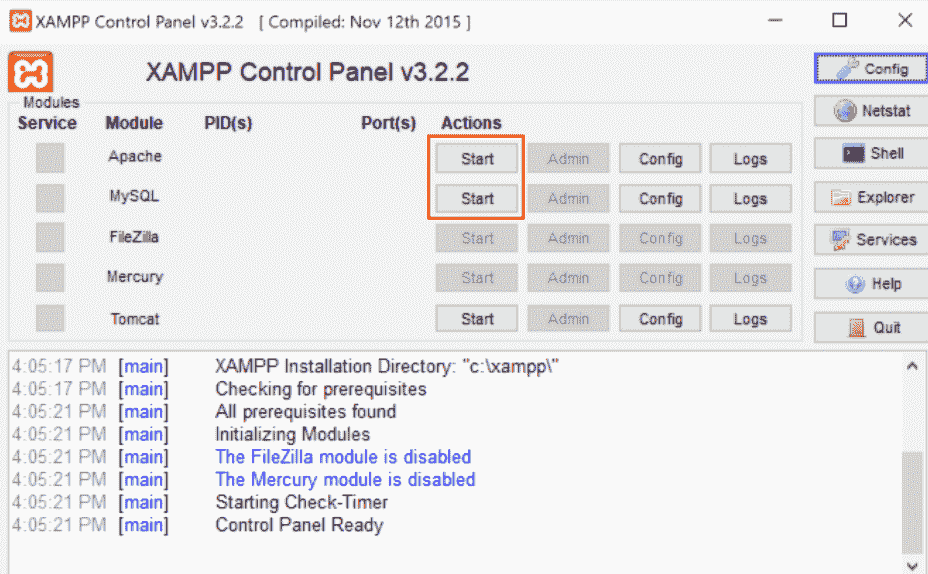 XAMPP Control Panel v3.2.2 [ Compiled: Nov 12th 2015 ]
XAMPP Control Panel v3.2.2
Config
Modules
Service Module PID(s) Port(s) Actions
Netstat
Apache Start Admin Config Logs
Shell
MySQL Start Admin Config Logs
Explorer
FileZilla Start Admin Config Logs
Services
Mercury Start Admin Config Logs
Help
Tomcat Start Admin Config Logs
Quit
4:05:17 PM [main] XAMPP Installation Directory: "c:\xampp\"
4:05:17 PM [main] Checking for prerequisites
4:05:21 PM [main] All prerequisites found
4:05:21 PM [main] Initializing Modules
4:05:21 PM [main] The FileZilla module is disabled
4:05:21 PM [main] The Mercury module is disabled
4:05:21 PM [main] Starting Check-Timer
4:05:21 PM [main] Control Panel Ready